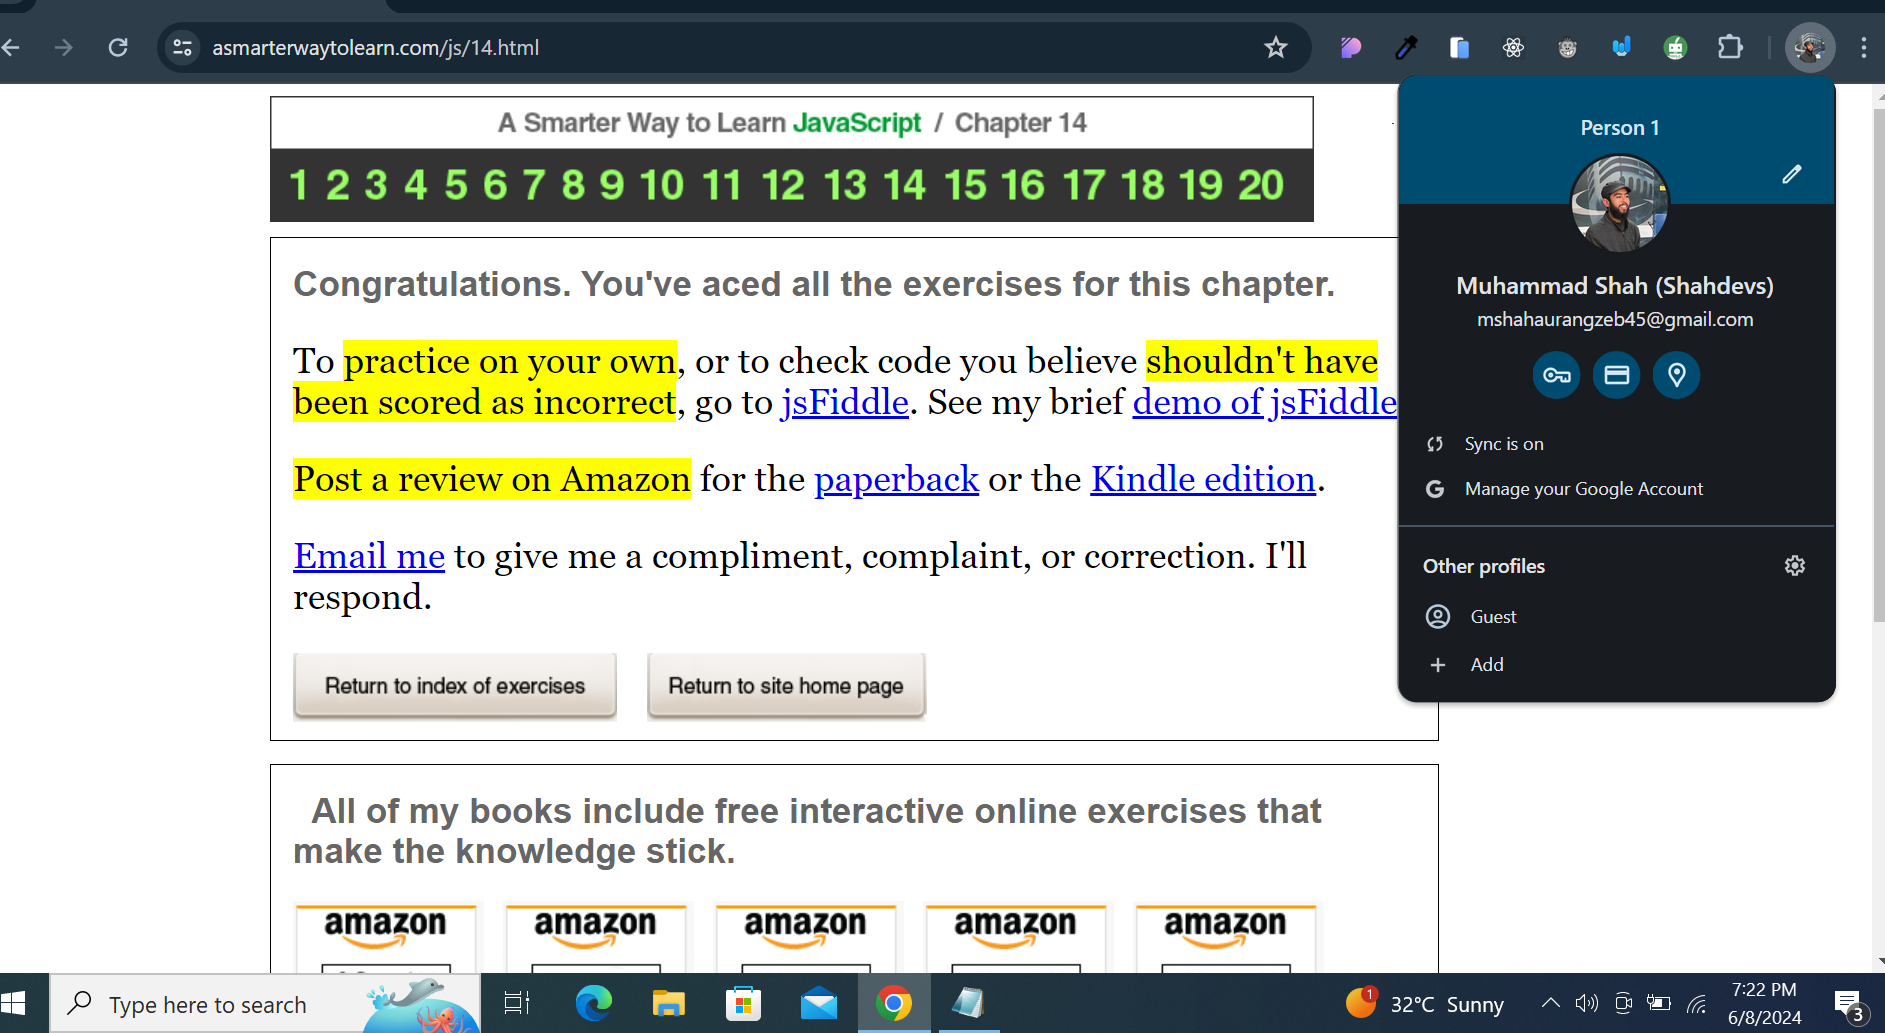 asmarterwaytolearn.com/js/14.html
A Smarter Way to Learn JavaScript / Chapter 14
1 2 3 4 5 6 7 8 9 10 11 12 13 14 15 16 17 18 19 20
Congratulations. You've aced all the exercises for this chapter.
To practice on your own, or to check code you believe shouldn't have
been scored as incorrect, go to jsFiddle. See my brief demo of jsFiddle
Post a review on Amazon for the paperback or the Kindle edition.
Email me to give me a compliment, complaint, or correction. I'll
respond.
Return to index of exercises
Return to site home page
All of my books include free interactive online exercises that
make the knowledge stick.
amazon amazon amazon amazon amazon
Person 1
Muhammad Shah (Shahdevs)
mshahaurangzeb45@gmail.com
Sync is on
G Manage your Google Account
Other profiles
Guest
+ Add
Type here to search
1
32°C Sunny
7:22 PM
6/8/2024
3